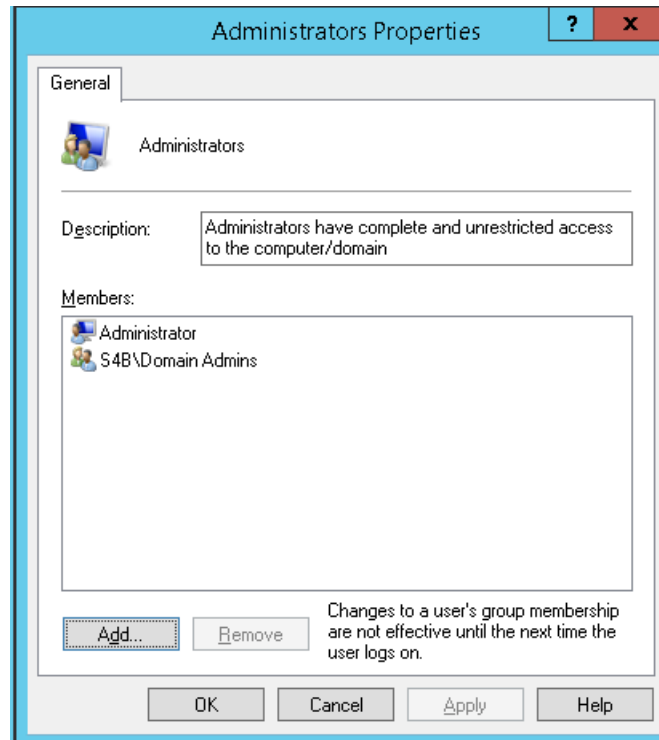 Administrators Properties
? x
General
Administrators
Description:
Administrators have complete and unrestricted access
to the computer/domain
Members:
Administrator
S4B\Domain Admins
Add...
Remove
Changes to a user's group membership
are not effective until the next time the
user logs on.
OK
Cancel
Apply
Help